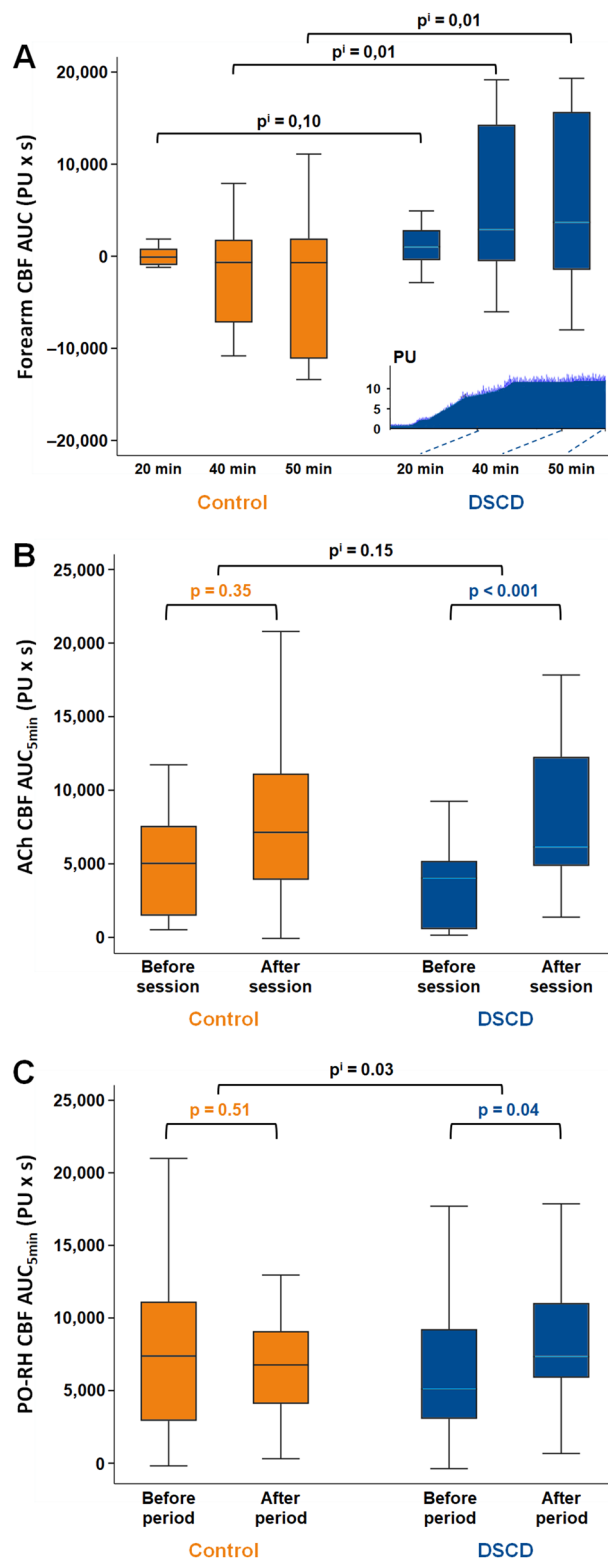 A
Forearm CBF AUC (PU x s)
pⁱ = 0,01
pⁱ = 0,01
pⁱ = 0,10
20,000
10,000
0
–10,000
–20,000
PU
10
5
0
20 min 40 min 50 min 20 min 40 min 50 min
Control DSCD
B
ACh CBF AUC5min (PU x s)
pⁱ = 0.15
p = 0.35 p < 0.001
25,000
20,000
15,000
10,000
5,000
0
Before After Before After
session session session session
Control DSCD
C
PO-RH CBF AUC5min (PU x s)
pⁱ = 0.03
p = 0.51 p = 0.04
25,000
20,000
15,000
10,000
5,000
0
Before After Before After
period period period period
Control DSCD